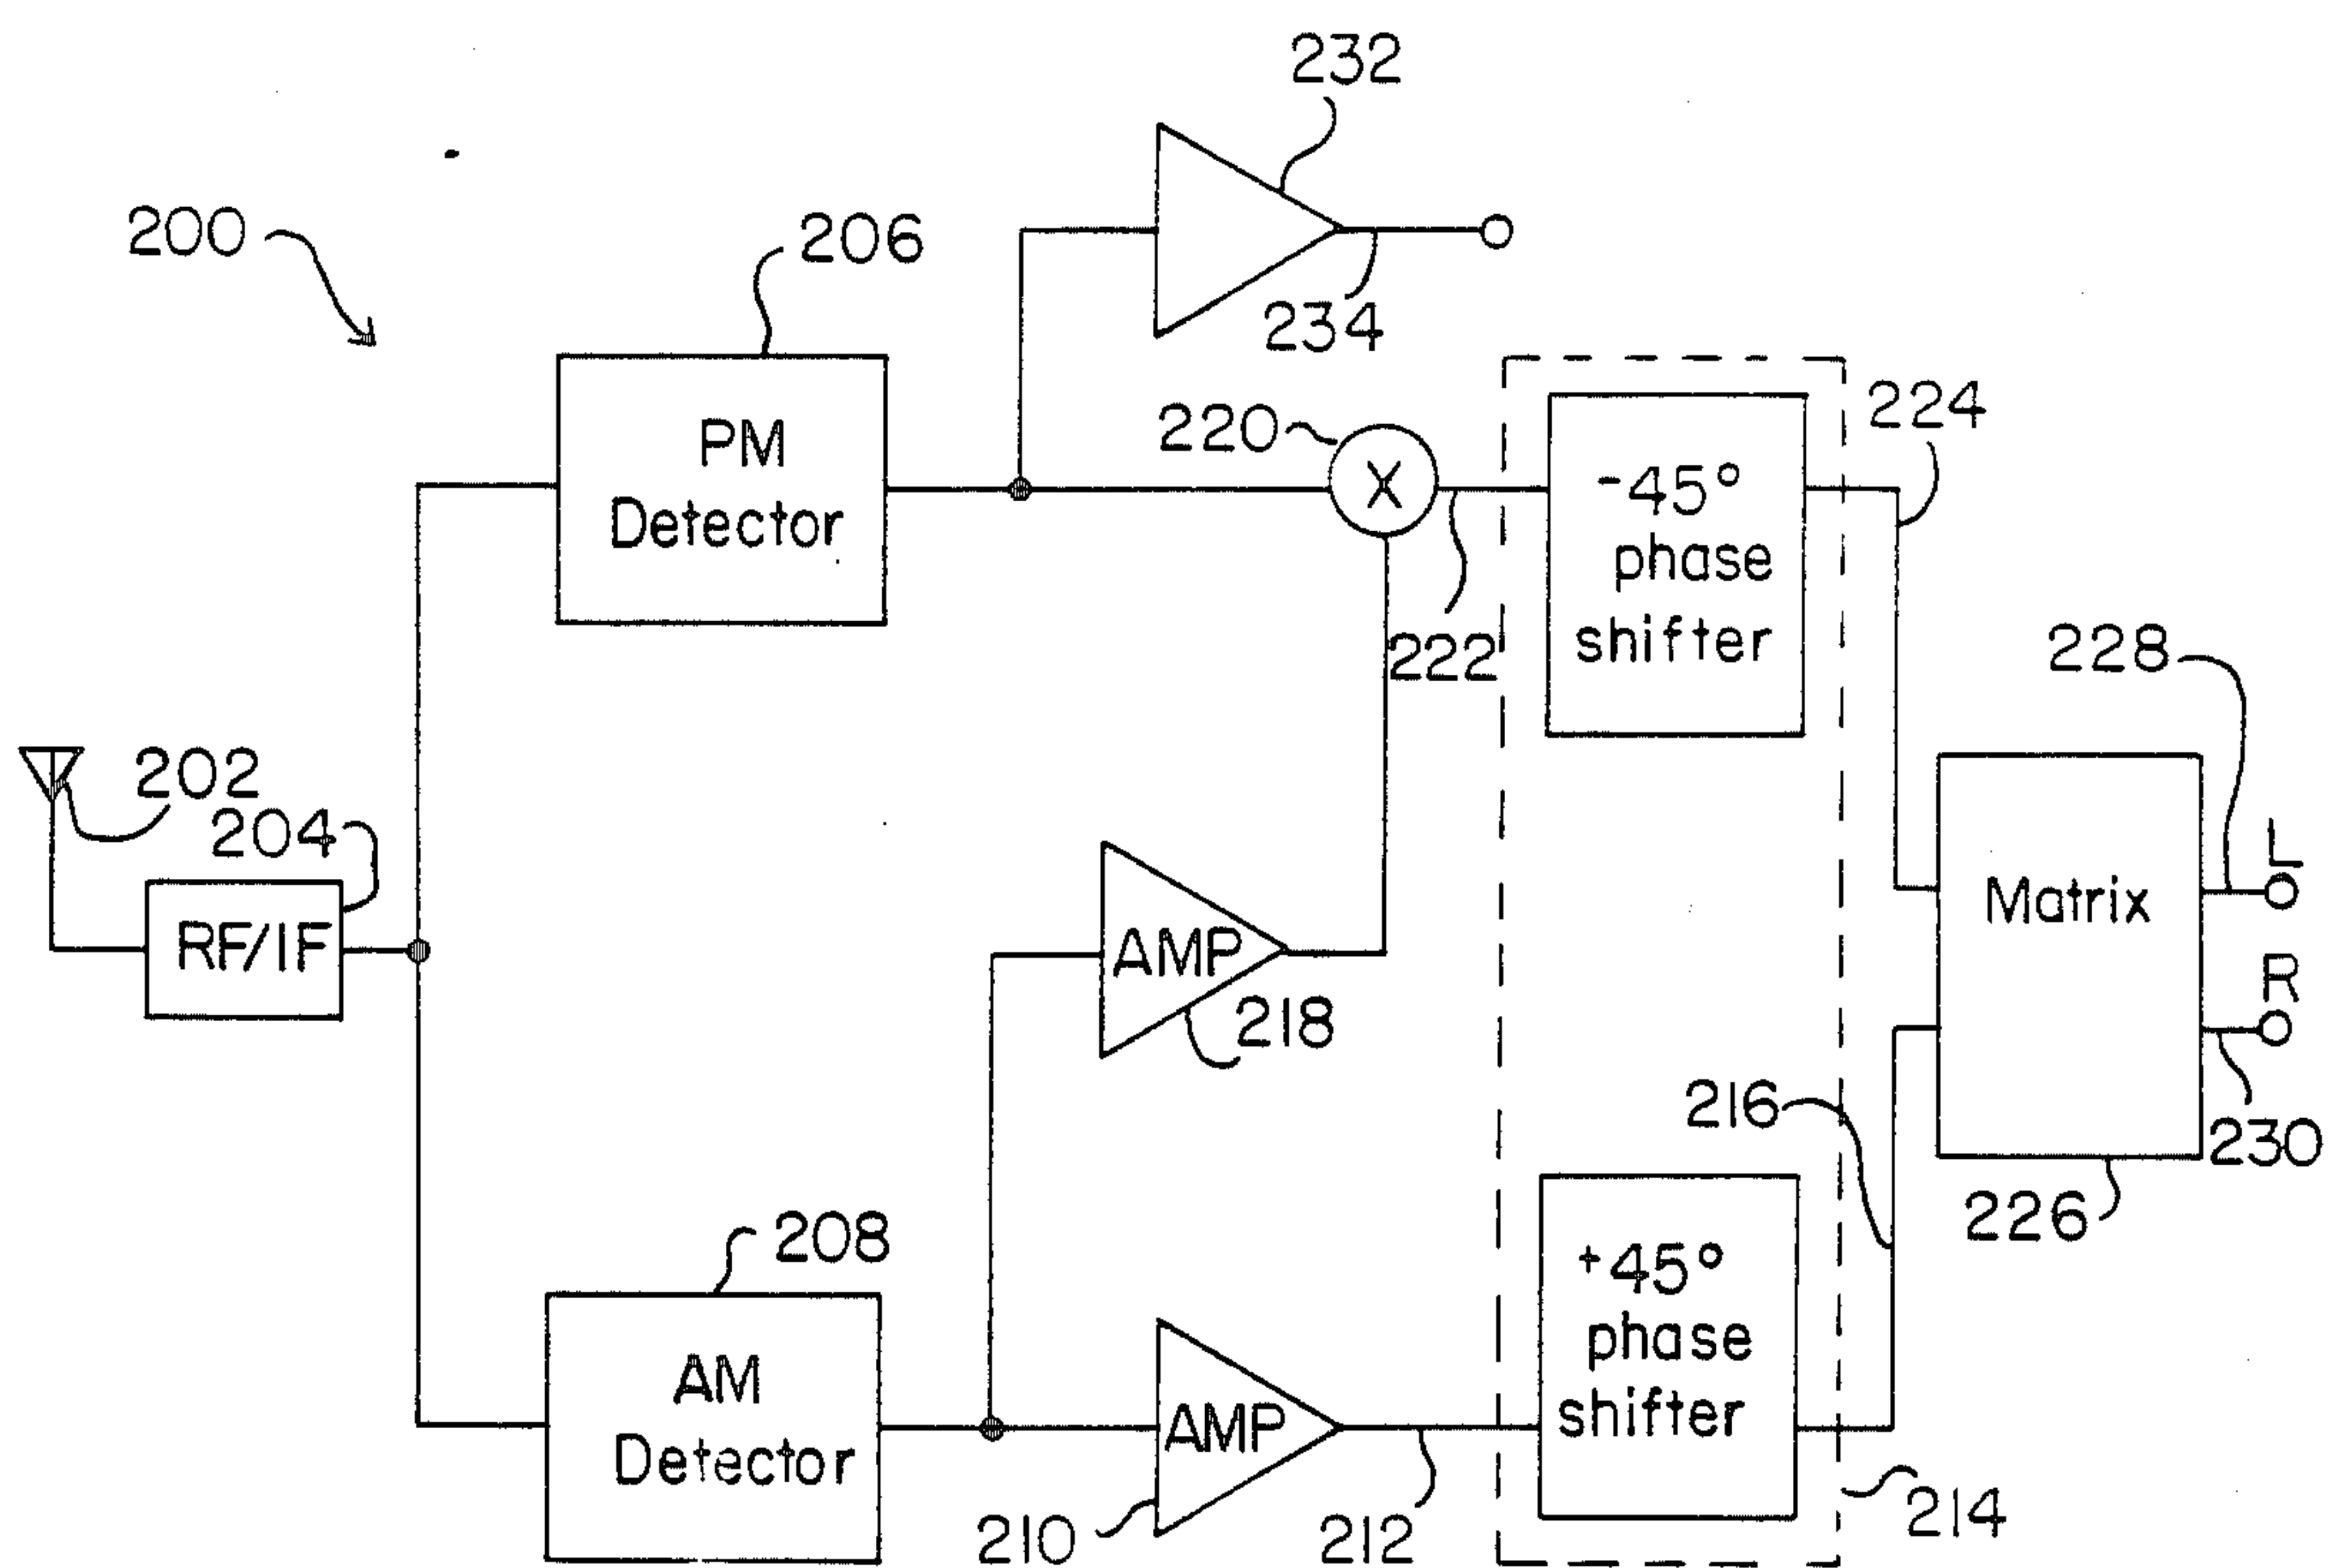 232
200
206
234
PM
Detector
220
X
222
-45°
phase
shifter
224
228
202
204
RF/IF
AMP
218
Matrix
L
R
216
230
226
208
AM
Detector
AMP
210
212
+45°
phase
shifter
214